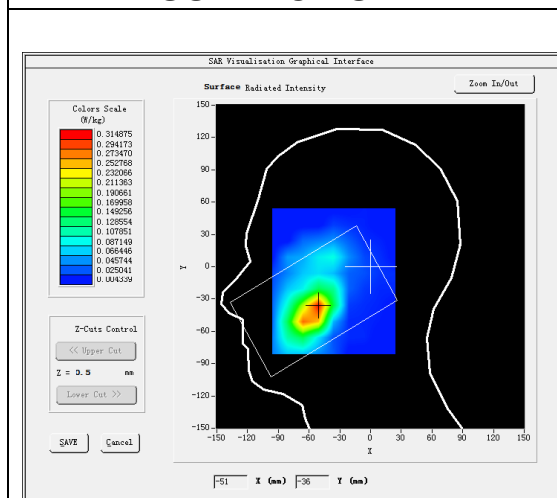 SAR Visualisation Graphical Interface
Surface Radiated Intensity
Zoom In/Out
Colors Scale
(W/kg)
0.314875
0.294173
0.273470
0.252768
0.232066
0.211363
0.190661
0.169958
0.149256
0.128554
0.107851
0.087149
0.066446
0.045744
0.025041
0.004339
Z-Cuts Control
<< Upper Cut
Z = 0.5 mm
Lower Cut >>
SAVE Cancel
150
120
90
60
30
0
-30
-60
-90
-120
-150
Y
-150 -120 -90 -60 -30 0 30 60 90 120 150
X
-51 X (mm) -36 Y (mm)